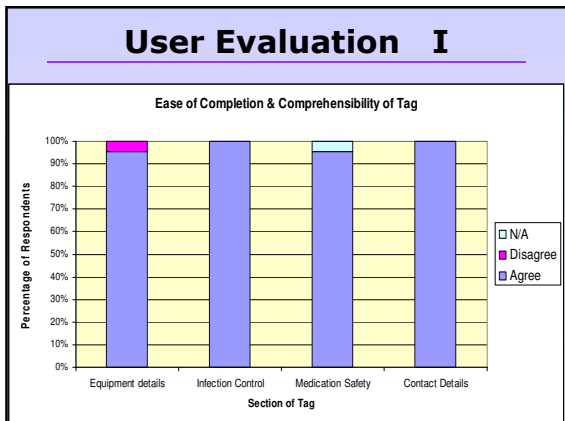 User Evaluation I
Ease of Completion & Comprehensibility of Tag
100%
90%
80%
70%
60%
50%
40%
30%
20%
10%
0%
Percentage of Respondents
Equipment details Infection Control Medication Safety Contact Details
Section of Tag
N/A
Disagree
Agree